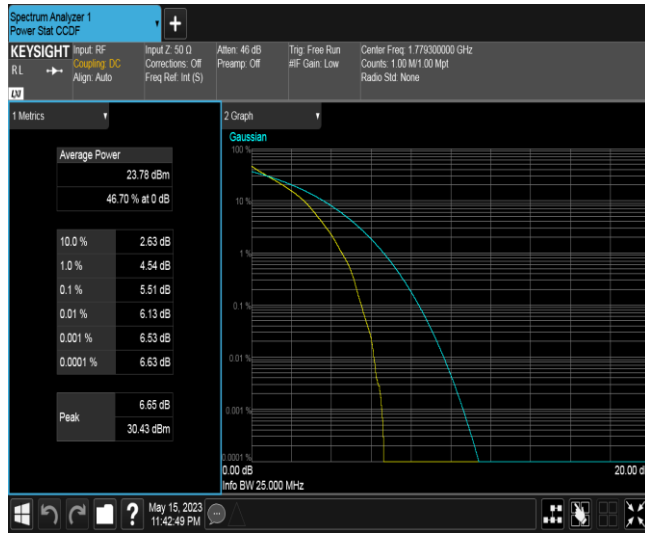 Spectrum Analyzer 1
Power Stat CCDF
+
KEYSIGHT
RL
LXI
Input: RF
Coupling: DC
Align: Auto
Input Z: 50 Ω
Corrections: Off
Freq Ref: Int (S)
Atten: 46 dB
Preamp: Off
Trig: Free Run
#IF Gain: Low
Center Freq: 1.779300000 GHz
Counts: 1.00 M/1.00 Mpt
Radio Std: None
1 Metrics
Average Power
23.78 dBm
46.70 % at 0 dB
10.0 % 2.63 dB
1.0 % 4.54 dB
0.1 % 5.51 dB
0.01 % 6.13 dB
0.001 % 6.53 dB
0.0001 % 6.63 dB
Peak
6.65 dB
30.43 dBm
2 Graph
Gaussian
100 %
10 %
1 %
0.1 %
0.01 %
0.001 %
0.0001 %
0.00 dB
20.00 d
Info BW 25.000 MHz
?
May 15, 2023
11:42:49 PM